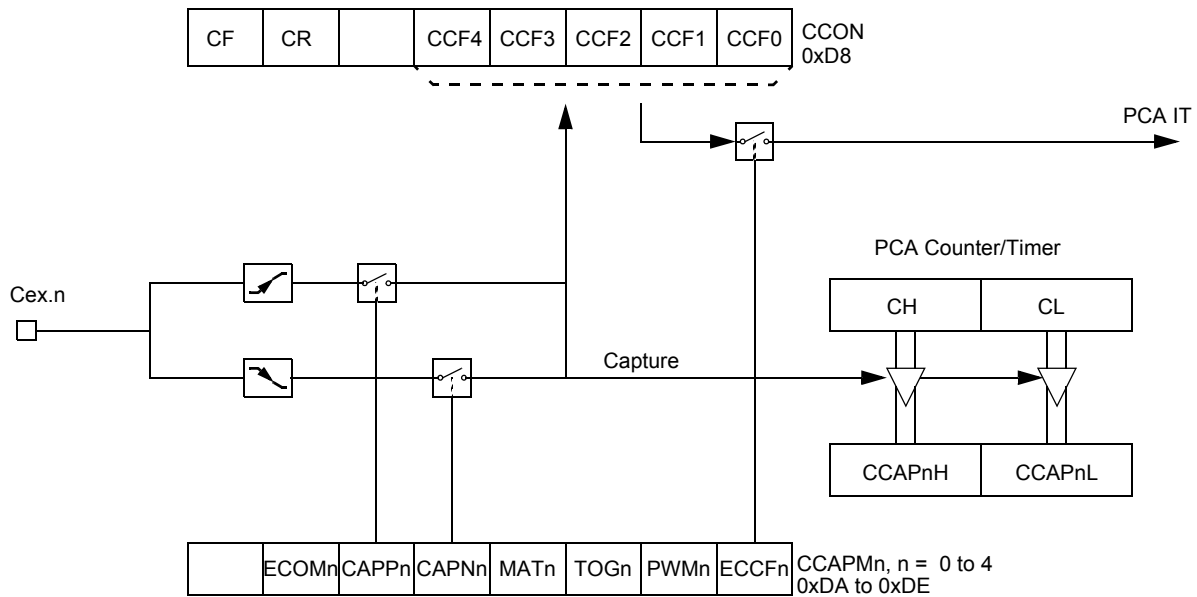 CF CR CCF4 CCF3 CCF2 CCF1 CCF0 CCON
0xD8
PCA IT
PCA Counter/Timer
Cex.n
CH CL
Capture
CCAPnH CCAPnL
ECOMn CAPPn CAPNn MATn TOGn PWMn ECCFn CCAPMn, n = 0 to 4
0xDA to 0xDE